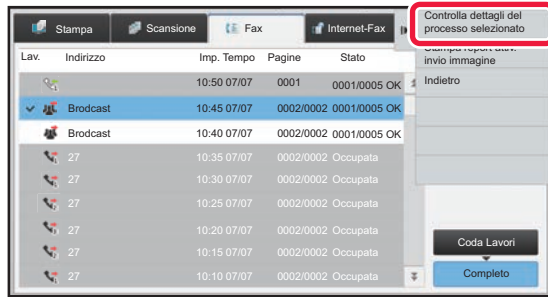 Stampa Scansione Fax Internet-Fax
Controlla dettagli del
processo selezionato
Lav. Indirizzo Imp. Tempo Pagine Stato
invio immagine
10:50 07/07 0001 0001/0005 OK
Indietro
Brodcast 10:45 07/07 0002/0002 0001/0005 OK
Brodcast 10:40 07/07 0002/0002 0001/0005 OK
27 10:35 07/07 0002/0002 Occupata
27 10:30 07/07 0002/0002 Occupata
27 10:25 07/07 0002/0002 Occupata
27 10:20 07/07 0002/0002 Occupata
27 10:15 07/07 0002/0002 Occupata
27 10:10 07/07 0002/0002 Occupata
Coda Lavori
Completo